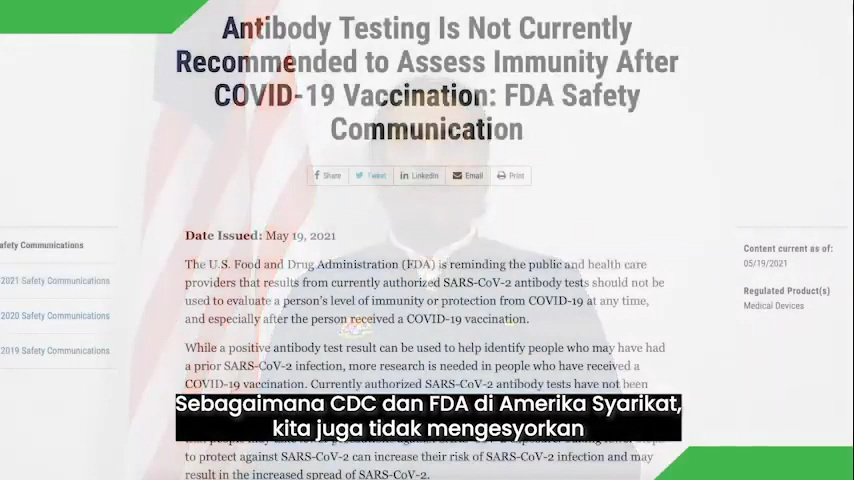 Antibody Testing Is Not Currently
Recommended to Assess Immunity After
COVID-19 Vaccination: FDA Safety
Communication
Share
Tweet
Linkedin
Email
Print
Date Issued: May 19, 2021
afety Communications
2021 Safety Communications
2020 Safety Communications
2019 Safety Communications
The U.S. Food and Drug Administration (FDA) is reminding the public and health care
providers that results from currently authorized SARS-CoV-2 antibody tests should not be
used to evaluate a person's level of immunity or protection from COVID-19 at any time,
and especially after the person received a COVID-19 vaccination.
While a positive antibody test result can be used to help identify people who may have had
a prior SARS-CoV-2 infection, more research is needed in people who have received a
COVID-19 vaccination. Currently authorized SARS-CoV-2 antibody tests have not been
Content current as of:
05/19/2021
Regulated Product(s)
Medical Devices
Sebagaimana CDC dan FDA di Amerika Syarikat,
kita juga tidak mengesyorkan
to protect against SARS-CoV-2 can increase their risk of SARS-CoV-2 infection and may
result in the increased spread of SARS-CoV-2.